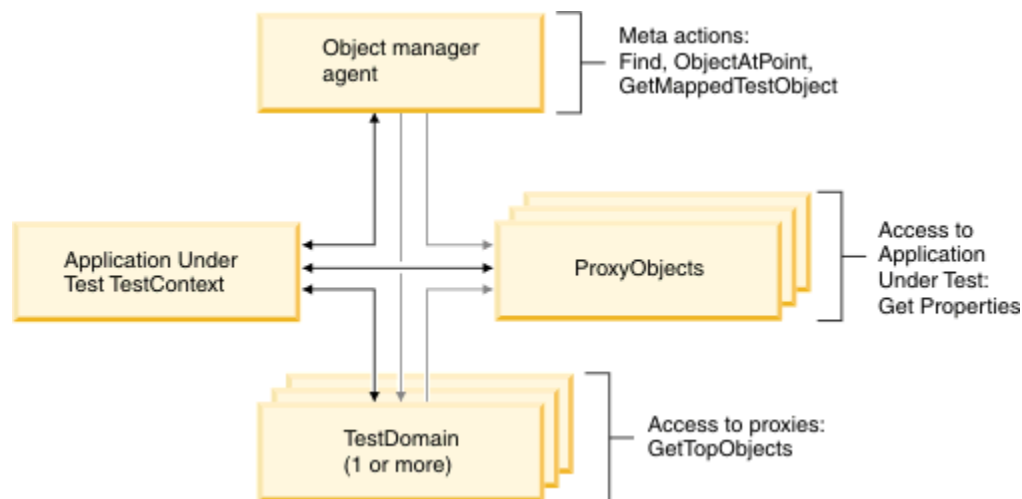 Object manager
agent
Meta actions:
Find, ObjectAtPoint,
GetMappedTestObject
Application Under
Test TestContext
ProxyObjects
Access to
Application
Under Test:
Get Properties
TestDomain
(1 or more)
Access to proxies:
GetTopObjects